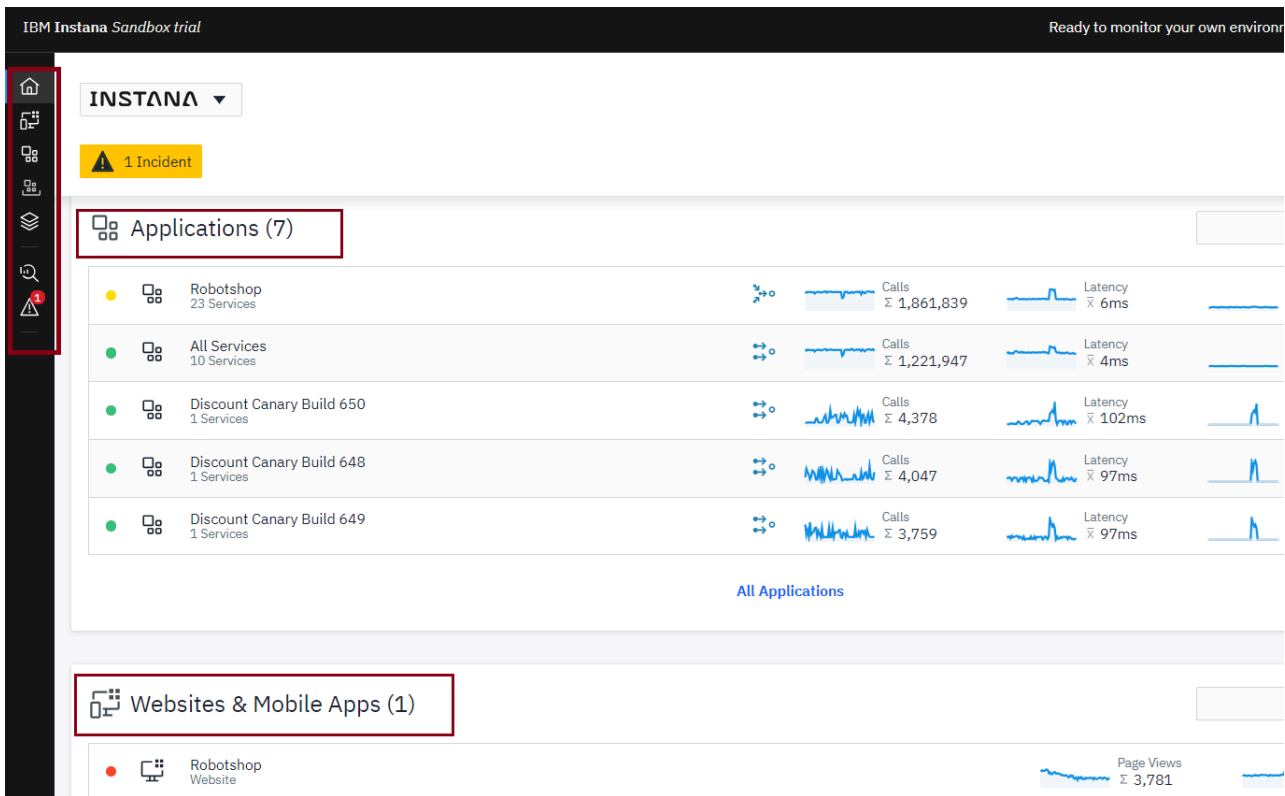 IBM Instana Sandbox trial
Ready to monitor your own environ
INSTANA
1 Incident
1
Applications (7)
Robotshop
23 Services
Calls
Σ 1,861,839
Latency
x̅ 6ms
All Services
10 Services
Calls
Σ 1,221,947
Latency
x̅ 4ms
Discount Canary Build 650
1 Services
Calls
Σ 4,378
Latency
x̅ 102ms
Discount Canary Build 648
1 Services
Calls
Σ 4,047
Latency
x̅ 97ms
Discount Canary Build 649
1 Services
Calls
Σ 3,759
Latency
x̅ 97ms
All Applications
Websites & Mobile Apps (1)
Robotshop
Website
Page Views
Σ 3,781